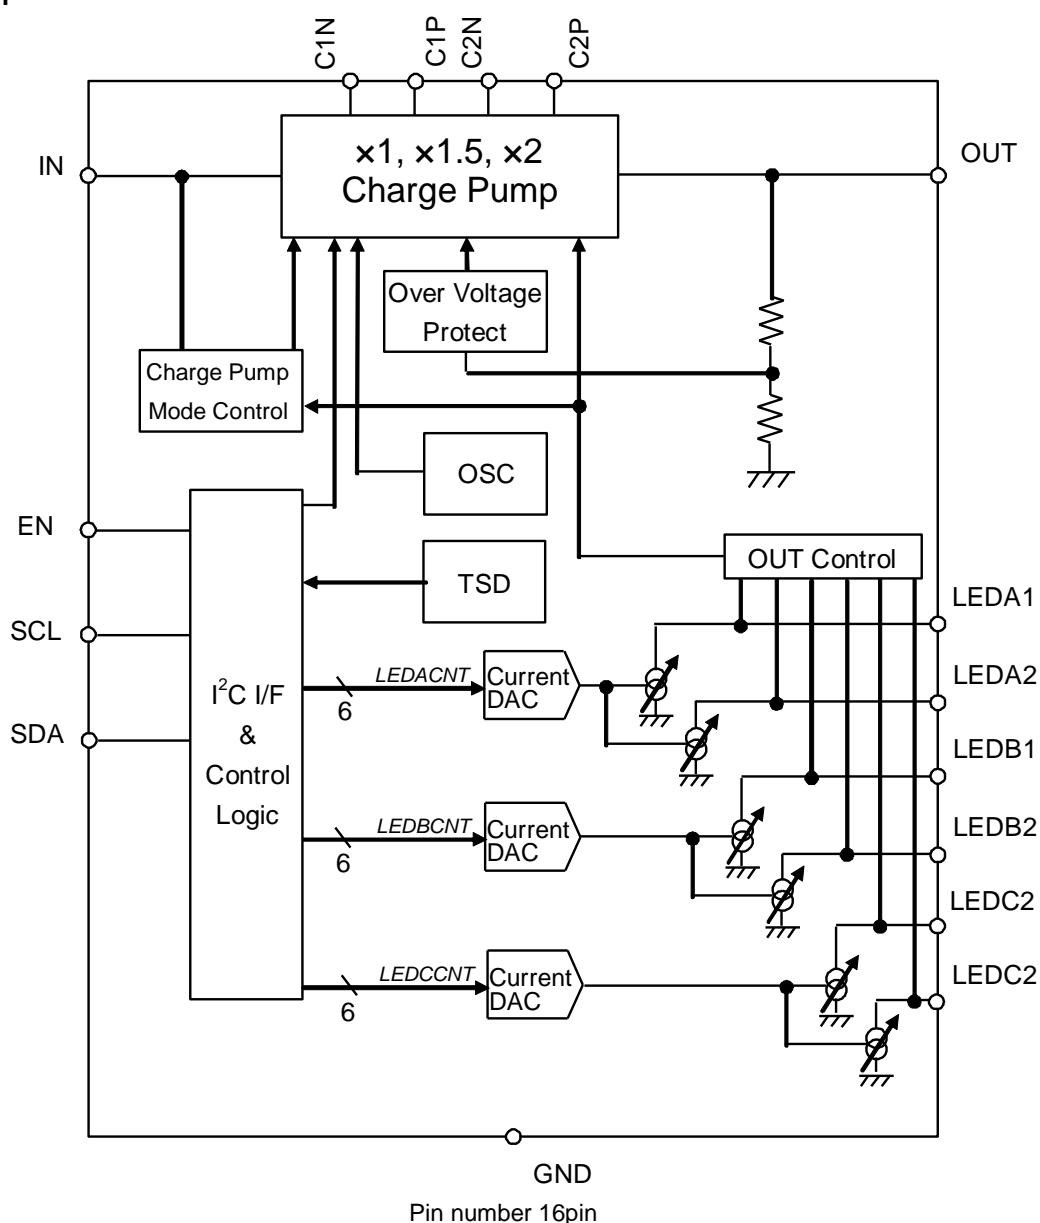 C1N
C1P
C2N
C2P
×1, ×1.5, ×2
Charge Pump
IN
OUT
Over Voltage
Protect
Charge Pump
Mode Control
OSC
EN
OUT Control
TSD
LEDA1
SCL
LEDACNT
6
Current
DAC
LEDA2
I²C I/F
&
Control
Logic
SDA
LEDB1
LEDBCNT
6
Current
DAC
LEDB2
LEDC2
LEDCCNT
6
Current
DAC
LEDC2
GND
Pin number 16pin